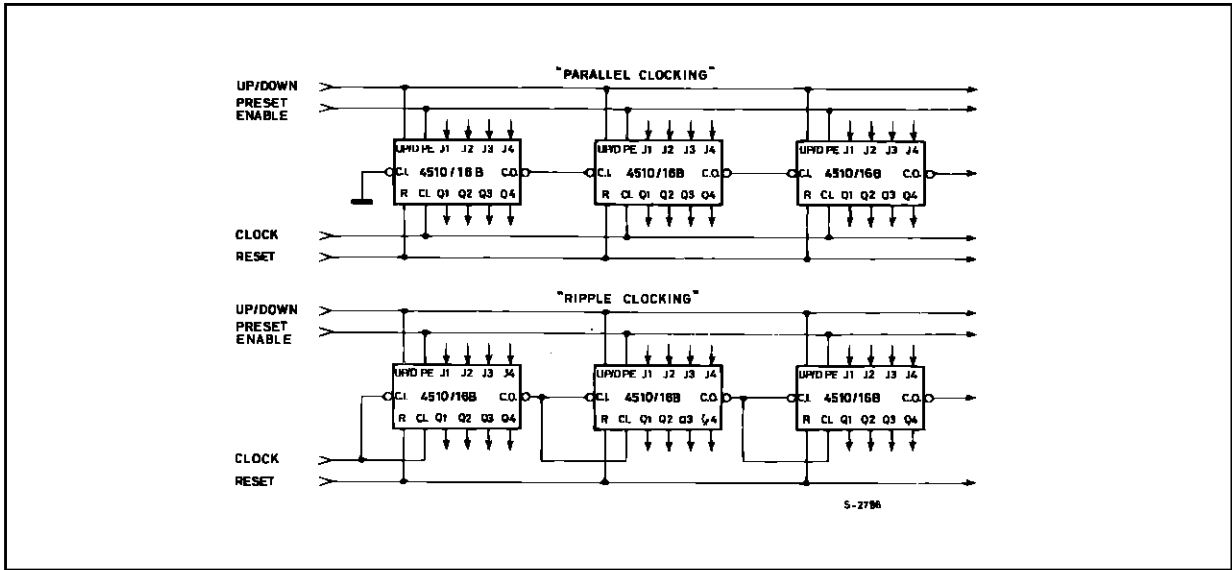 "PARALLEL CLOCKING"
UP/DOWN
PRESET
ENABLE
UP/D PE J1 J2 J3 J4
C.I. 4510/16B C.O.
R CL Q1 Q2 Q3 Q4
UP/D PE J1 J2 J3 J4
C.I. 4510/16B C.O.
R CL Q1 Q2 Q3 Q4
UP/D PE J1 J2 J3 J4
C.I. 4510/16B C.O.
R CL Q1 Q2 Q3 Q4
CLOCK
RESET
"RIPPLE CLOCKING"
UP/DOWN
PRESET
ENABLE
UP/D PE J1 J2 J3 J4
C.I. 4510/16B C.O.
R CL Q1 Q2 Q3 Q4
UP/D PE J1 J2 J3 J4
C.I. 4510/16B C.O.
R CL Q1 Q2 Q3 Q4
UP/D PE J1 J2 J3 J4
C.I. 4510/16B C.O.
R CL Q1 Q2 Q3 Q4
CLOCK
RESET